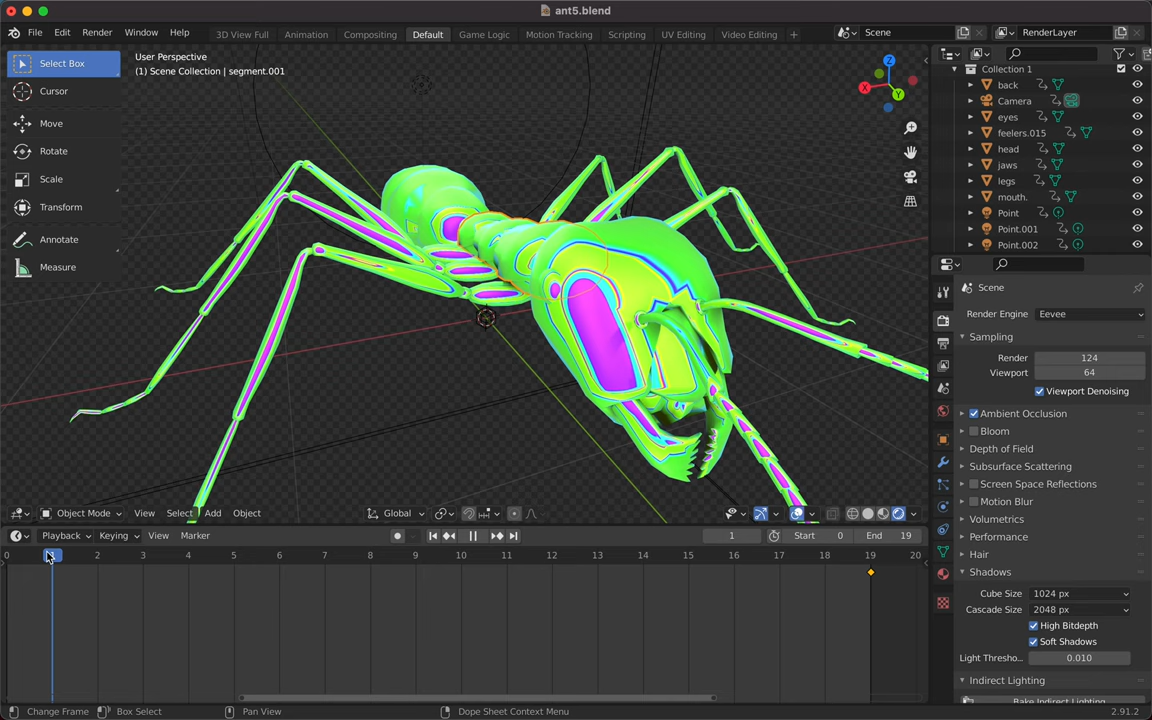 ant5.blend
File Edit Render Window Help 3D View Full Animation Compositing Default Game Logic Motion Tracking Scripting UV Editing Video Editing + Scene RenderLayer
Select Box
Cursor
Move
Rotate
Scale
Transform
Annotate
Measure
User Perspective
(1) Scene Collection | segment.001
X
Y
Z
Collection 1
back
Camera
eyes
feelers.015
head
jaws
legs
mouth.
Point
Point.001
Point.002
Scene
Render Engine Eevee
Sampling
Render 124
Viewport 64
Viewport Denoising
Ambient Occlusion
Bloom
Depth of Field
Subsurface Scattering
Screen Space Reflections
Motion Blur
Volumetrics
Performance
Hair
Shadows
Cube Size 1024 px
Cascade Size 2048 px
High Bitdepth
Soft Shadows
Light Thresho... 0.010
Indirect Lighting
Bake Indirect Lighting
Object Mode View Select Add Object Global
Playback Keying View Marker 1 Start 0 End 19
0 1 2 3 4 5 6 7 8 9 10 11 12 13 14 15 16 17 18 19 20
Change Frame Box Select Pan View Dope Sheet Context Menu 2.91.2